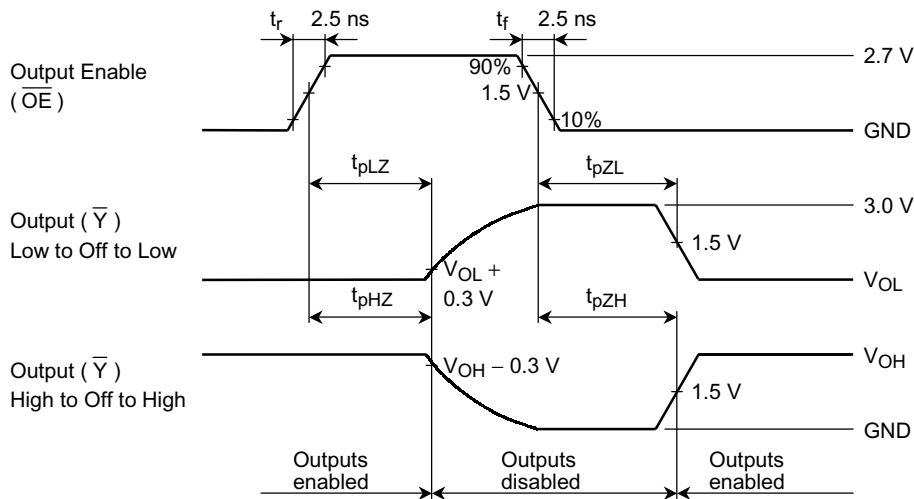 tr 2.5 ns tf 2.5 ns
Output Enable
( O̅E̅ )
90%
1.5 V
10%
2.7 V
GND
tpLZ tpZL
Output ( Y̅ )
Low to Off to Low
3.0 V
1.5 V
VOL +
0.3 V
VOL
tpHZ tpZH
Output ( Y̅ )
High to Off to High
VOH − 0.3 V
VOH
1.5 V
GND
Outputs
enabled
Outputs
disabled
Outputs
enabled